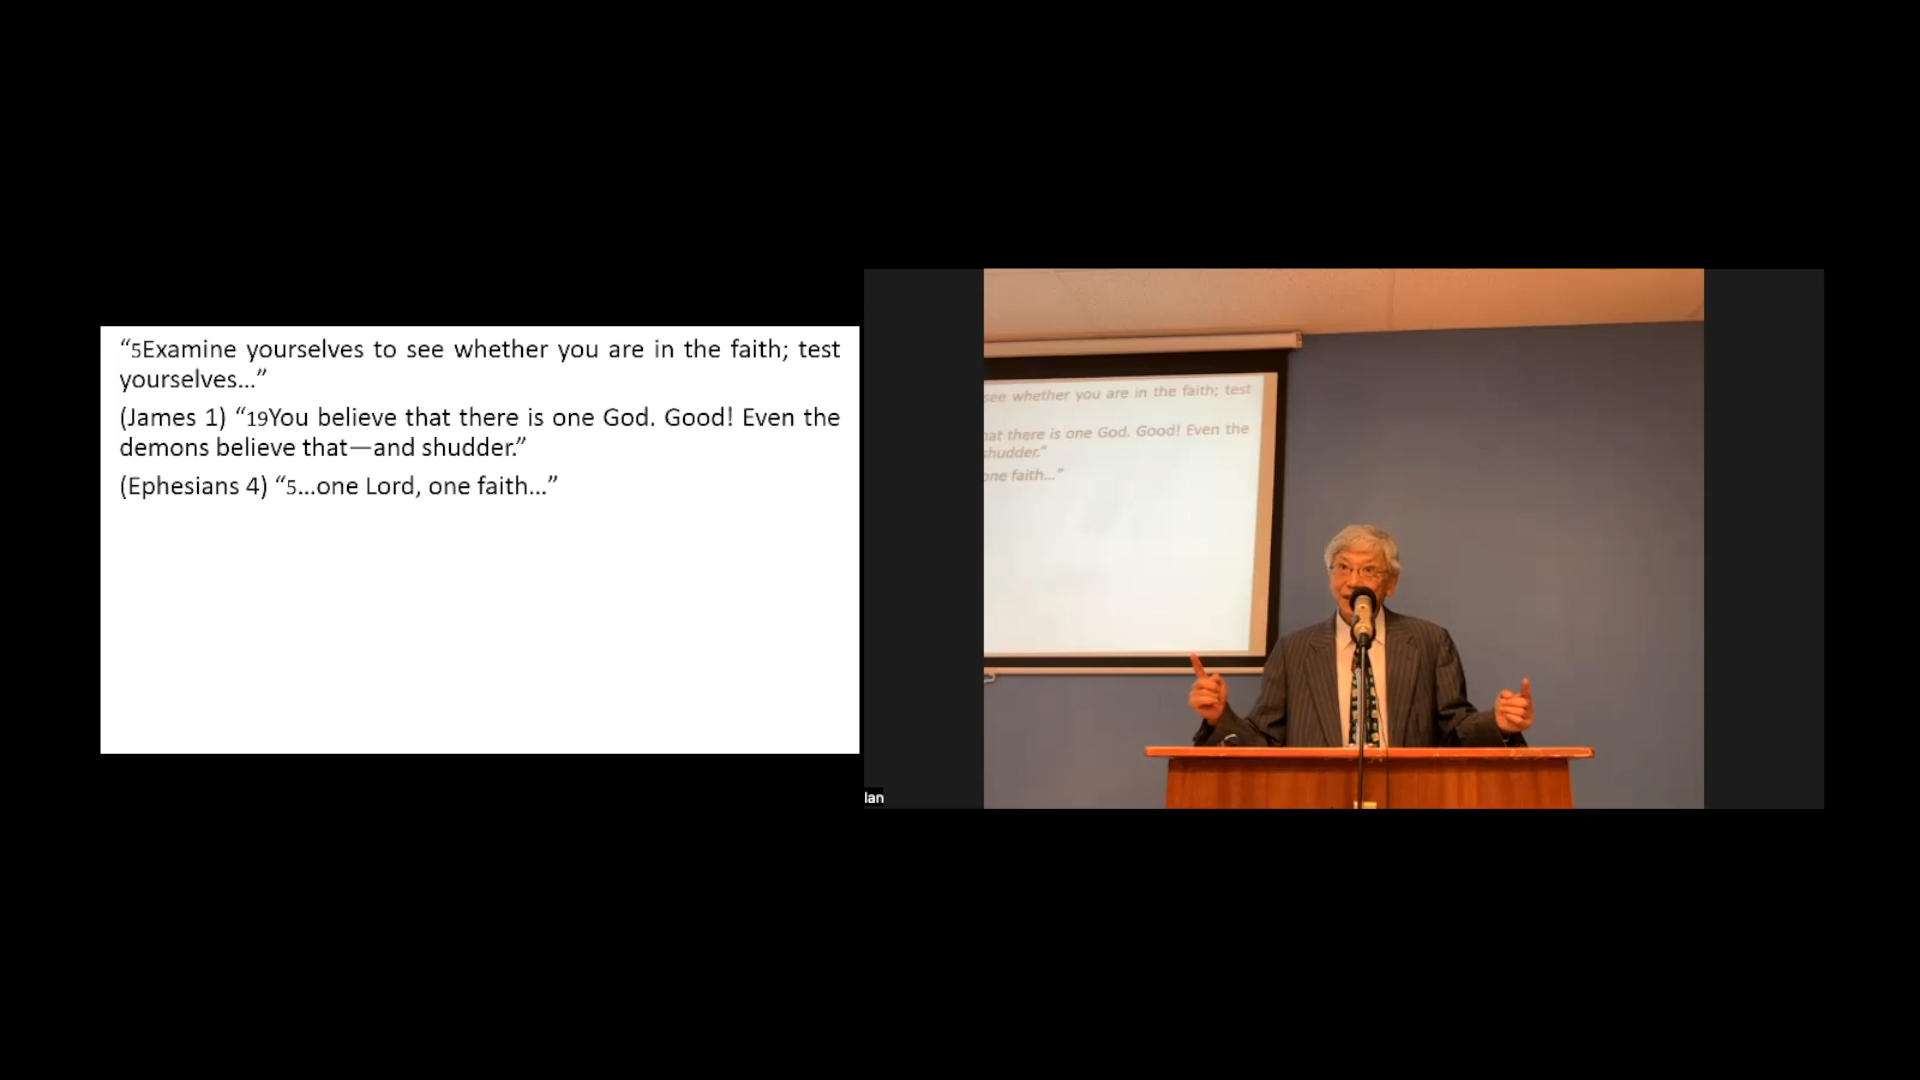 “5Examine yourselves to see whether you are in the faith; test
yourselves...”
(James 1) “19You believe that there is one God. Good! Even the
demons believe that—and shudder.”
(Ephesians 4) “5...one Lord, one faith...”
see whether you are in the faith; test
hat there is one God. Good! Even the
shudder.”
one faith...”
lan